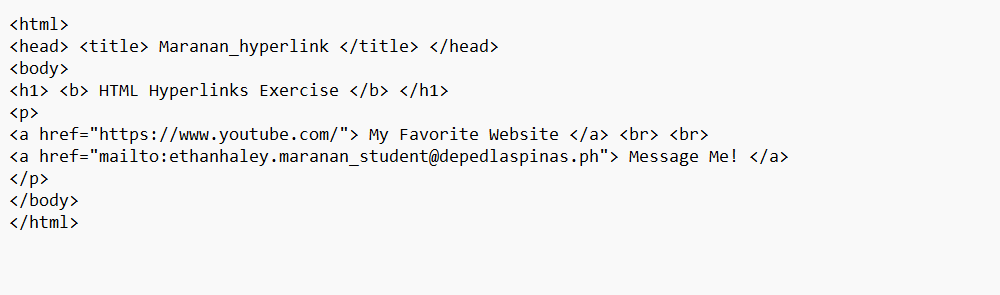 <html>
<head> <title> Maranan_hyperlink </title> </head>
<body>
<h1> <b> HTML Hyperlinks Exercise </b> </h1>
<p>
<a href="https://www.youtube.com/"> My Favorite Website </a> <br> <br>
<a href="mailto:ethanhaley.maranan_student@depedlaspinas.ph"> Message Me! </a>
</p>
</body>
</html>